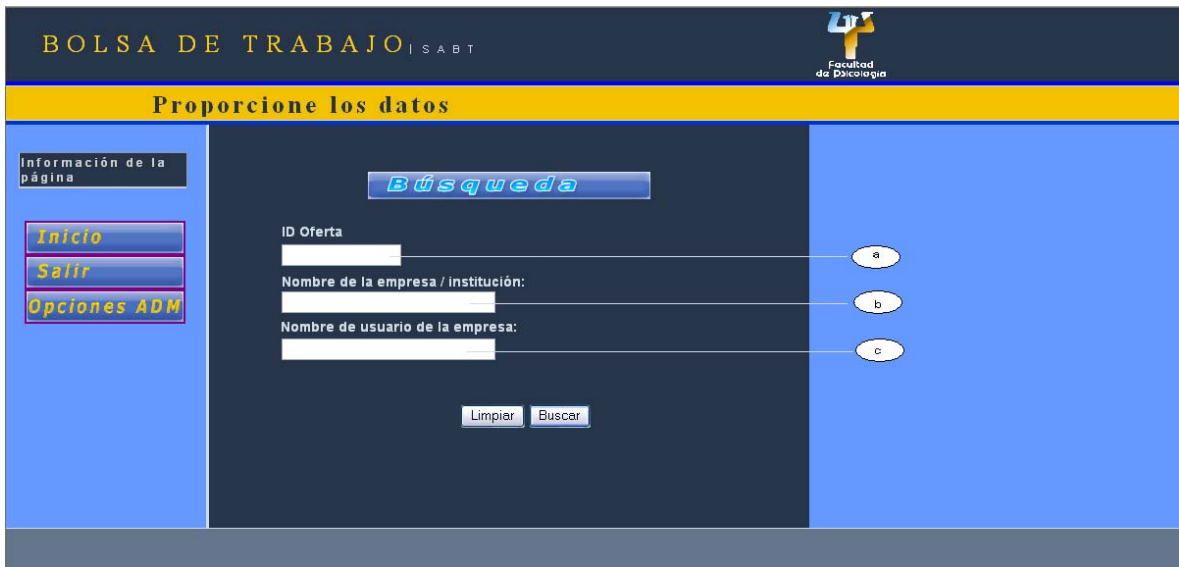 BOLSA DE TRABAJO|SABT
Facultad
de Psicología
Proporcione los datos
Información de la
página
Inicio
Salir
Opciones ADM
Búsqueda
ID Oferta
a
Nombre de la empresa / institución:
b
Nombre de usuario de la empresa:
c
Limpiar Buscar